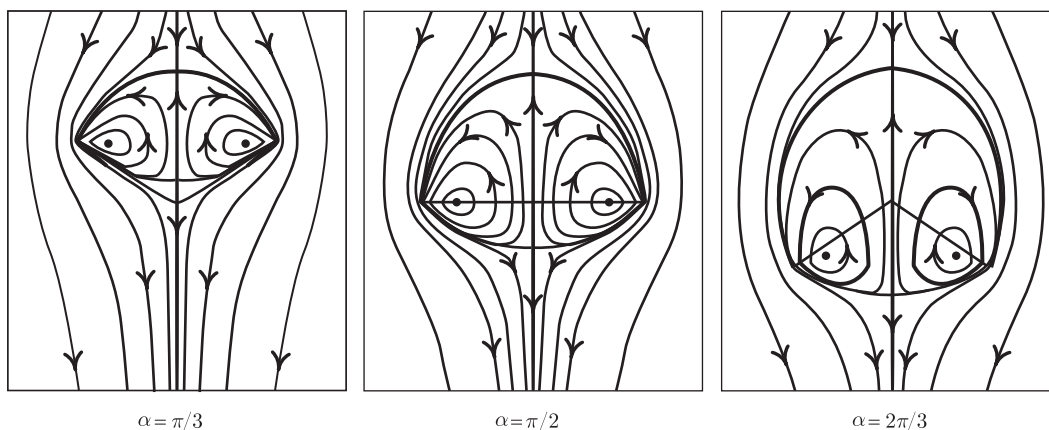 α = π/3
α = π/2
α = 2π/3